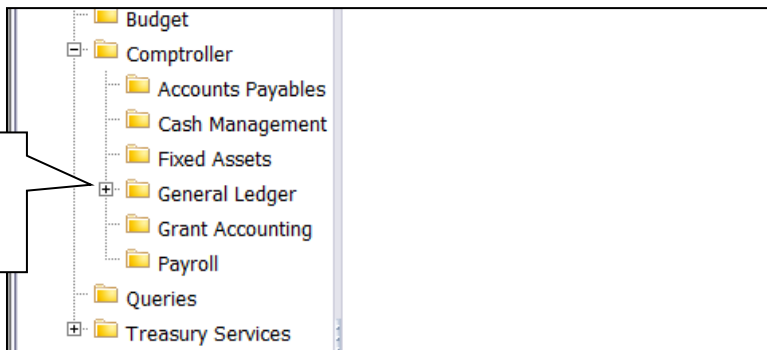 Budget
Comptroller
Accounts Payables
Cash Management
Fixed Assets
General Ledger
Grant Accounting
Payroll
Queries
Treasury Services